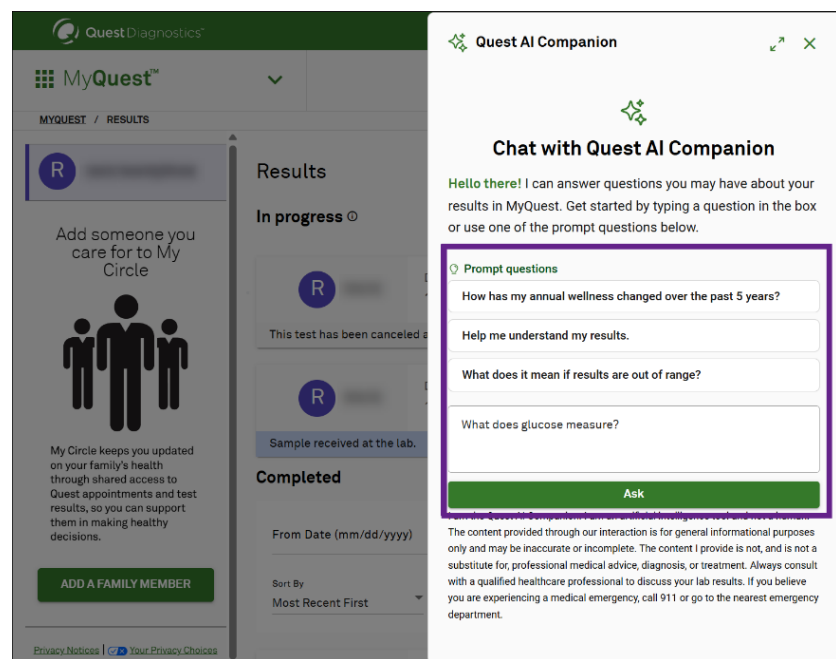 QuestDiagnostics™
MyQuest™
MYQUEST / RESULTS
R
Add someone you
care for to My
Circle
My Circle keeps you updated
on your family's health
through shared access to
Quest appointments and test
results, so you can support
them in making healthy
decisions.
ADD A FAMILY MEMBER
Privacy Notices | Your Privacy Choices
Results
In progress
R
This test has been canceled a
R
Sample received at the lab.
Completed
From Date (mm/dd/yyyy)
Sort By
Most Recent First
Quest AI Companion
Chat with Quest AI Companion
Hello there! I can answer questions you may have about your
results in MyQuest. Get started by typing a question in the box
or use one of the prompt questions below.
Prompt questions
How has my annual wellness changed over the past 5 years?
Help me understand my results.
What does it mean if results are out of range?
What does glucose measure?
Ask
The content provided through our interaction is for general informational purposes
only and may be inaccurate or incomplete. The content I provide is not, and is not a
substitute for, professional medical advice, diagnosis, or treatment. Always consult
with a qualified healthcare professional to discuss your lab results. If you believe
you are experiencing a medical emergency, call 911 or go to the nearest emergency
department.